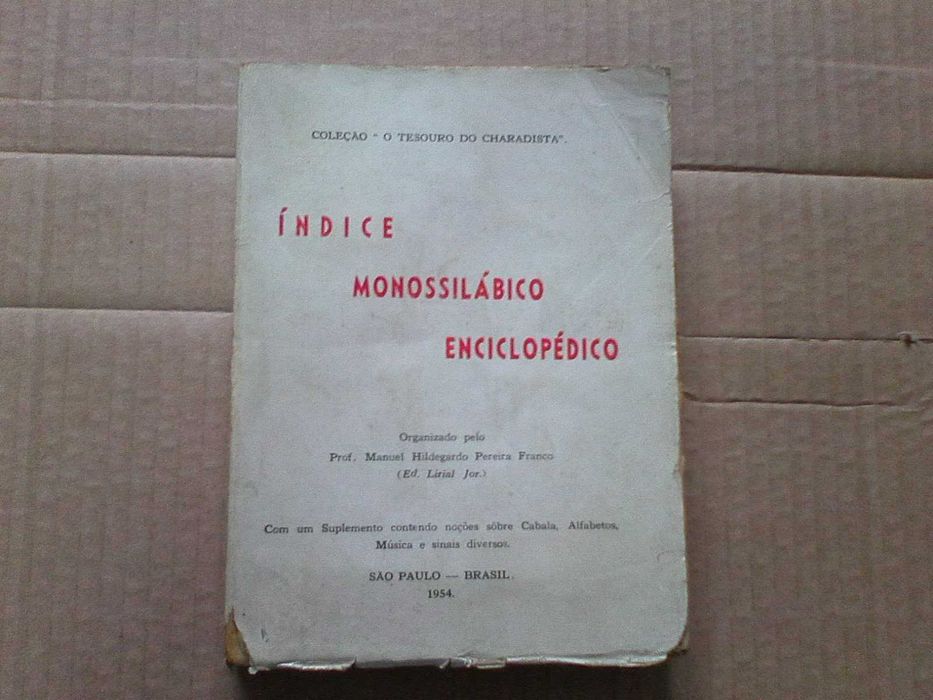 COLEÇÃO " O TESOURO DO CHARADISTA".
ÍNDICE
MONOSSILÁBICO
ENCICLOPÉDICO
Organizado pelo
Prof. Manuel Hildegardo Pereira Franco
(Ed. Lirial Jor.)
Com um Suplemento contendo noções sôbre Cabala, Alfabetos,
Música e sinais diversos.
SÃO PAULO — BRASIL.
1954.